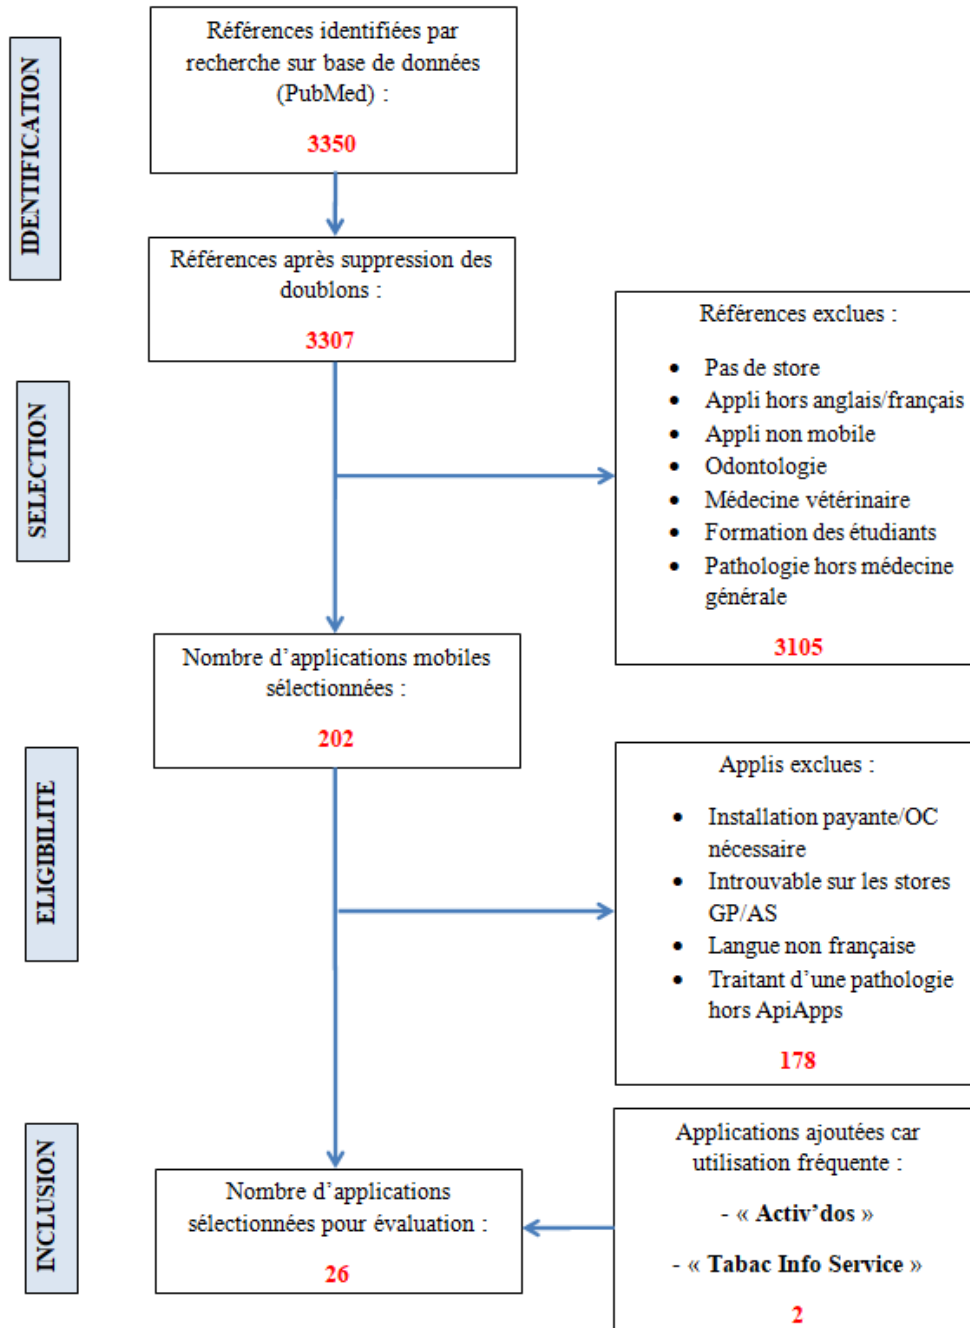 IDENTIFICATION
Références identifiées par
recherche sur base de données
(PubMed) :
3350
Références après suppression des
doublons :
3307
SELECTION
Références exclues :
• Pas de store
• Appli hors anglais/français
• Appli non mobile
• Odontologie
• Médecine vétérinaire
• Formation des étudiants
• Pathologie hors médecine
générale
3105
Nombre d’applications mobiles
sélectionnées :
202
ELIGIBILITE
Applis exclues :
• Installation payante/OC
nécessaire
• Introuvable sur les stores
GP/AS
• Langue non française
• Traitant d’une pathologie
hors ApiApps
178
INCLUSION
Nombre d’applications
sélectionnées pour évaluation :
26
Applications ajoutées car
utilisation fréquente :
- « Activ’dos »
- « Tabac Info Service »
2